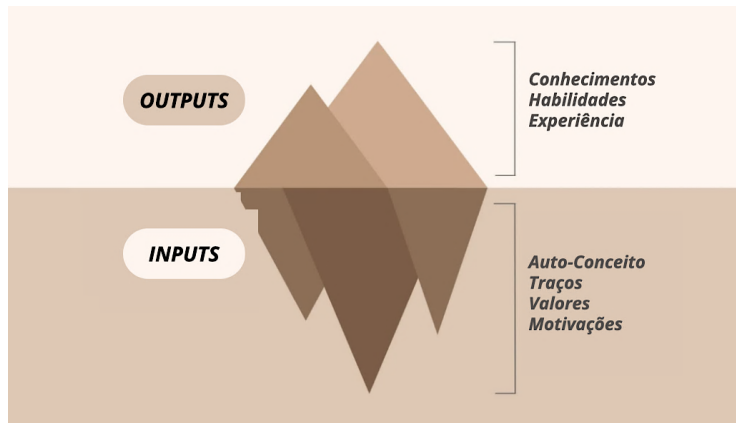 OUTPUTS
Conhecimentos
Habilidades
Experiência
INPUTS
Auto-Conceito
Traços
Valores
Motivações